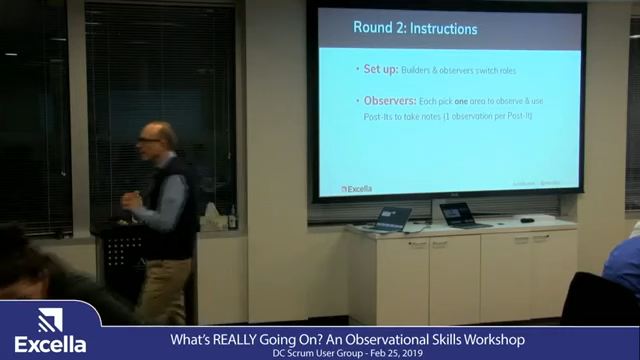 Round 2: Instructions
• Set up: Builders & observers switch roles
• Observers: Each pick one area to observe & use
Post-Its to take notes (1 observation per Post-It)
Excella
Excella
What's REALLY Going On? An Observational Skills Workshop
DC Scrum User Group - Feb 25, 2019